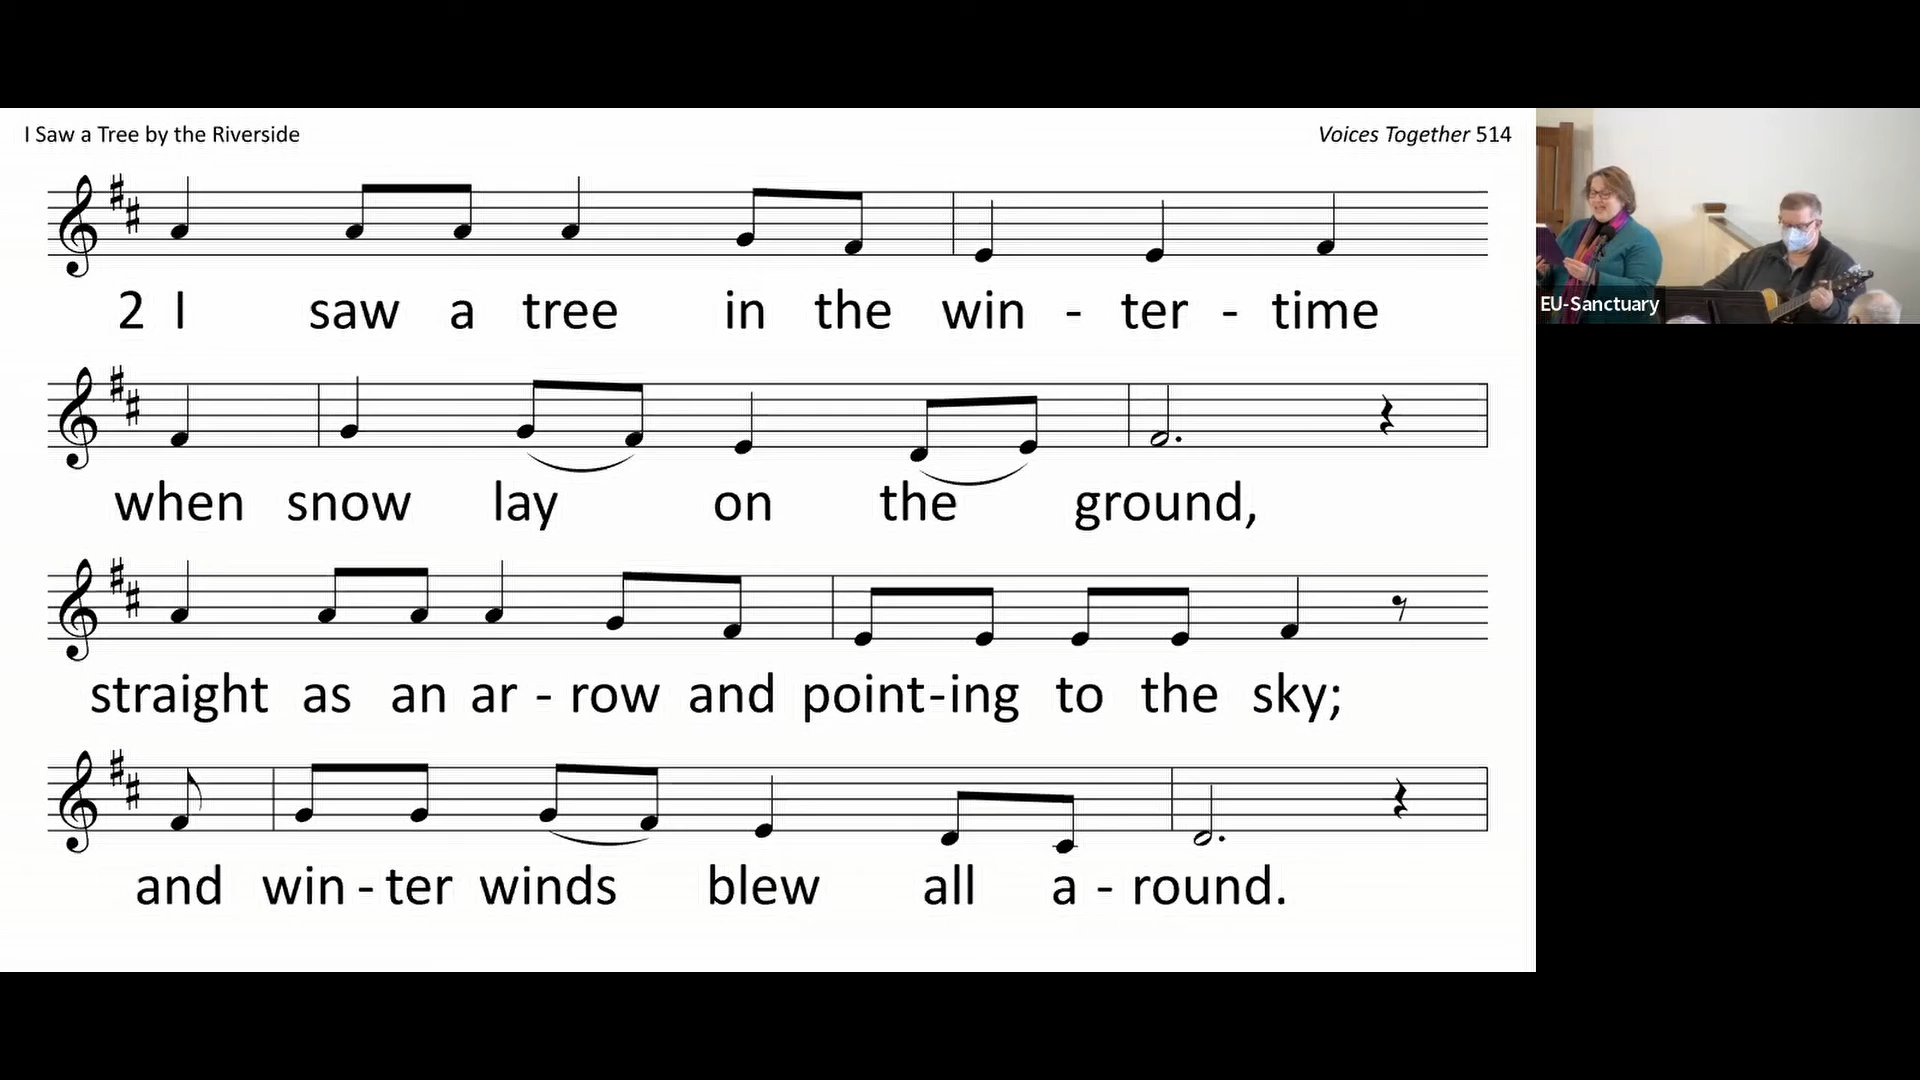 I Saw a Tree by the Riverside
Voices Together 514
2 I saw a tree in the win - ter - time
when snow lay on the ground,
straight as an ar - row and point-ing to the sky;
and win - ter winds blew all a - round.
EU-Sanctuary